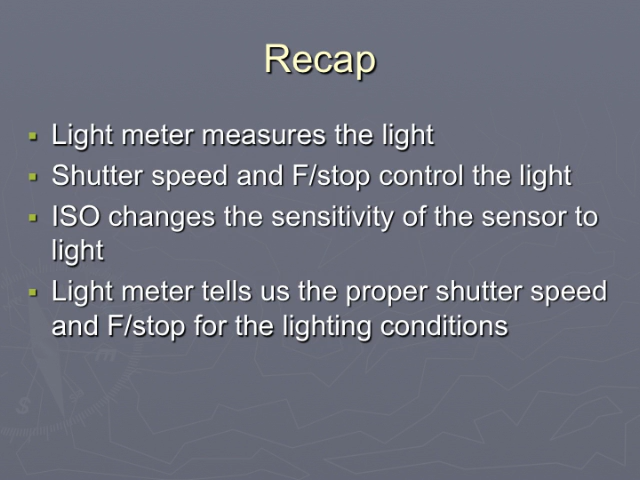 Recap
Light meter measures the light
Shutter speed and F/stop control the light
ISO changes the sensitivity of the sensor to
light
Light meter tells us the proper shutter speed
and F/stop for the lighting conditions
S